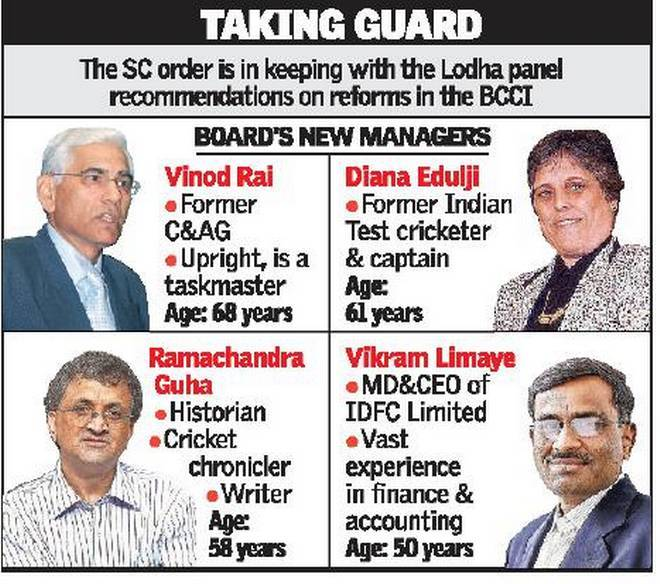 TAKING GUARD
The SC order is in keeping with the Lodha panel
recommendations on reforms in the BCCI
BOARD'S NEW MANAGERS
Vinod Rai
● Former
C&AG
● Upright, is a
taskmaster
Age: 68 years
Diana Edulji
● Former Indian
Test cricketer
& captain
Age:
61 years
Ramachandra
Guha
● Historian
● Cricket
chronicler
● Writer
Age:
58 years
Vikram Limaye
● MD&CEO of
IDFC Limited
● Vast
experience
in finance &
accounting
Age: 50 years